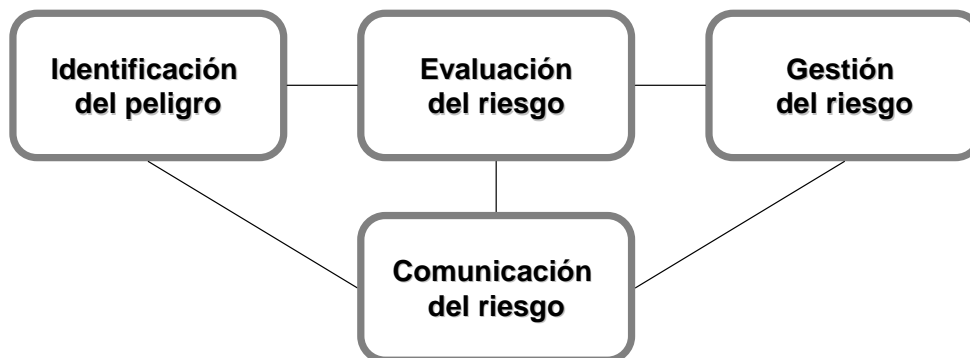 Identificación
del peligro
Evaluación
del riesgo
Gestión
del riesgo
Comunicación
del riesgo